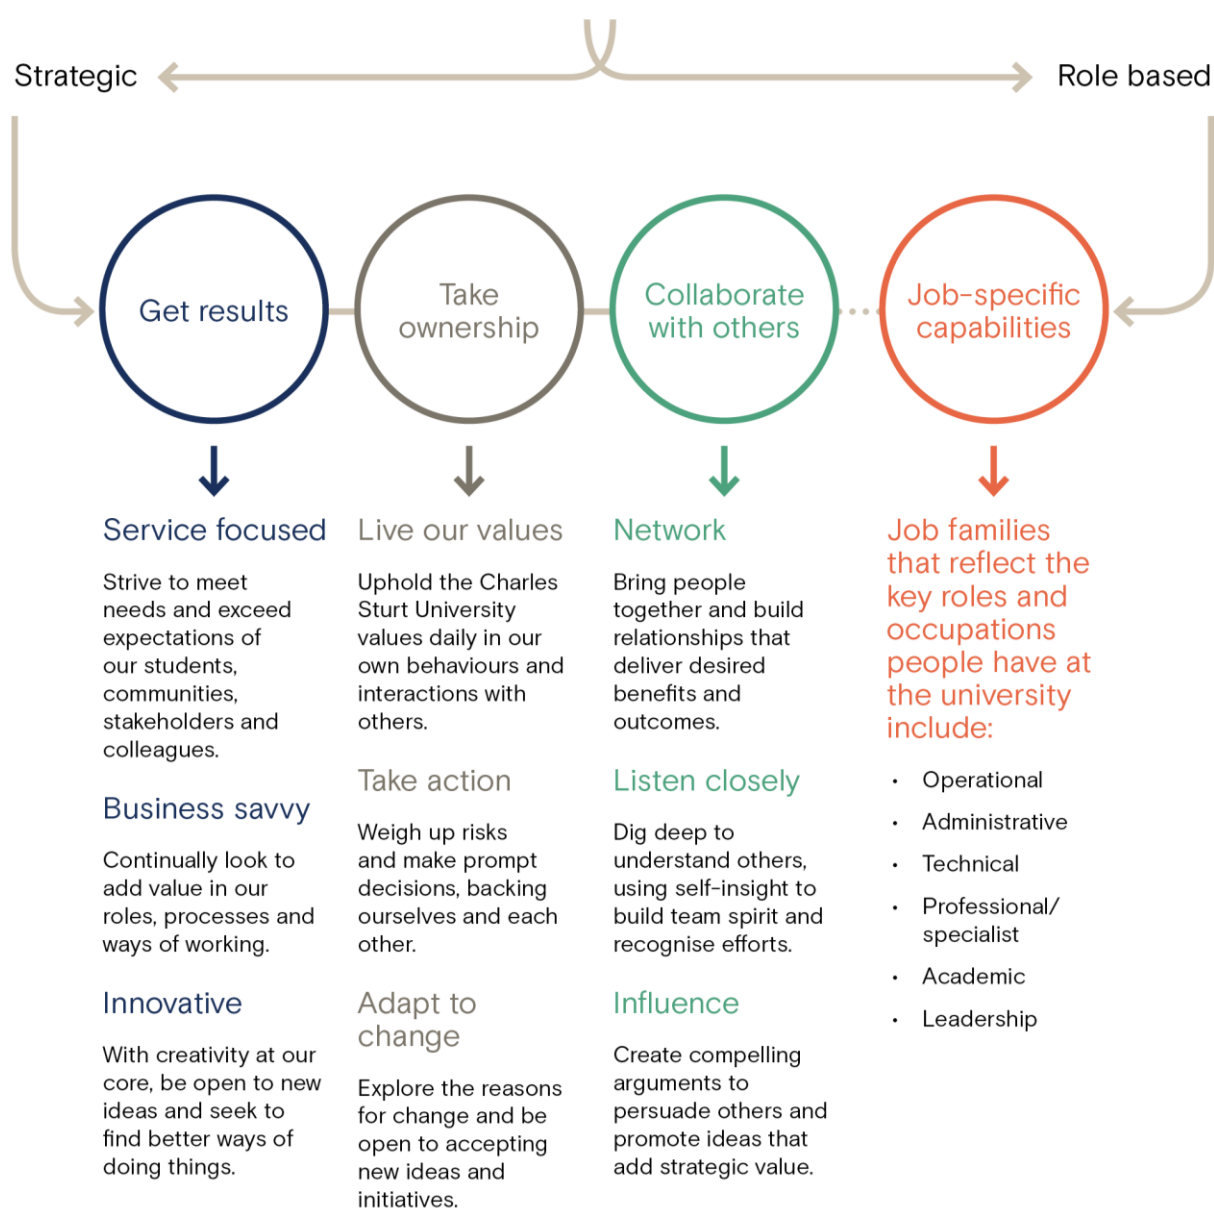 Strategic
Role based
Get results
Take
ownership
Collaborate
with others
Job-specific
capabilities
Service focused
Strive to meet
needs and exceed
expectations of
our students,
communities,
stakeholders and
colleagues.
Business savvy
Continually look to
add value in our
roles, processes and
ways of working.
Innovative
With creativity at our
core, be open to new
ideas and seek to
find better ways of
doing things.
Live our values
Uphold the Charles
Sturt University
values daily in our
own behaviours and
interactions with
others.
Take action
Weigh up risks
and make prompt
decisions, backing
ourselves and each
other.
Adapt to
change
Explore the reasons
for change and be
open to accepting
new ideas and
initiatives.
Network
Bring people
together and build
relationships that
deliver desired
benefits and
outcomes.
Listen closely
Dig deep to
understand others,
using self-insight to
build team spirit and
recognise efforts.
Influence
Create compelling
arguments to
persuade others and
promote ideas that
add strategic value.
Job families
that reflect the
key roles and
occupations
people have at
the university
include:
• Operational
• Administrative
• Technical
• Professional/
specialist
• Academic
• Leadership